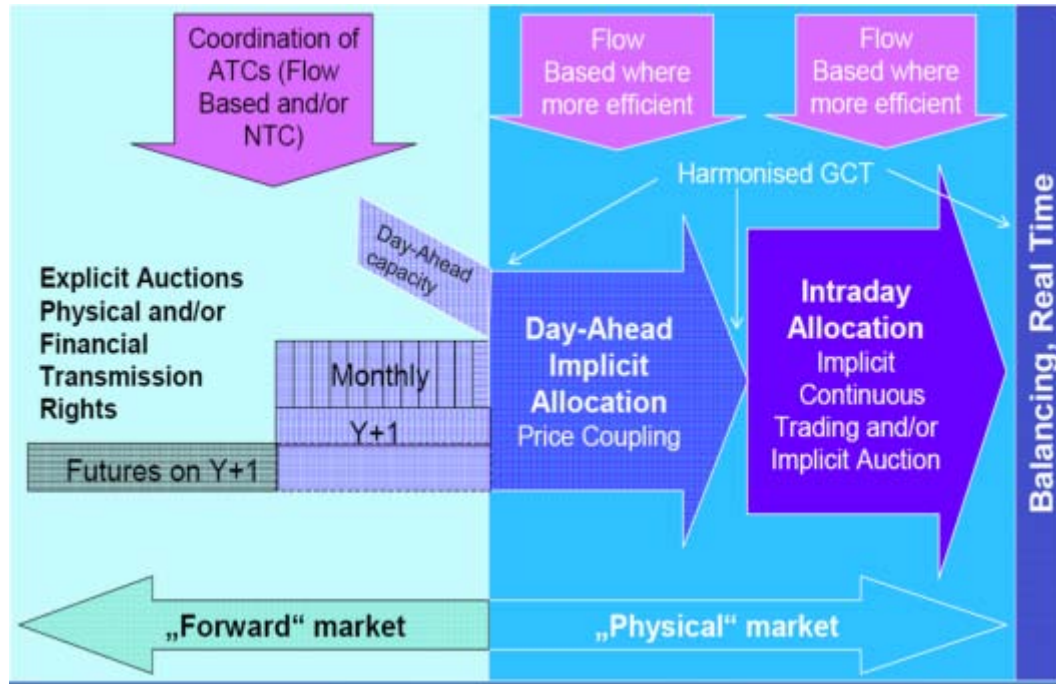 Coordination of
ATCs (Flow
Based and/or
NTC)
Flow
Based where
more efficient
Flow
Based where
more efficient
Harmonised GCT
Day-Ahead
capacity
Explicit Auctions
Physical and/or
Financial
Transmission
Rights
Monthly
Y+1
Futures on Y+1
Day-Ahead
Implicit
Allocation
Price Coupling
Intraday
Allocation
Implicit
Continuous
Trading and/or
Implicit Auction
Balancing, Real Time
„Forward“ market
„Physical“ market